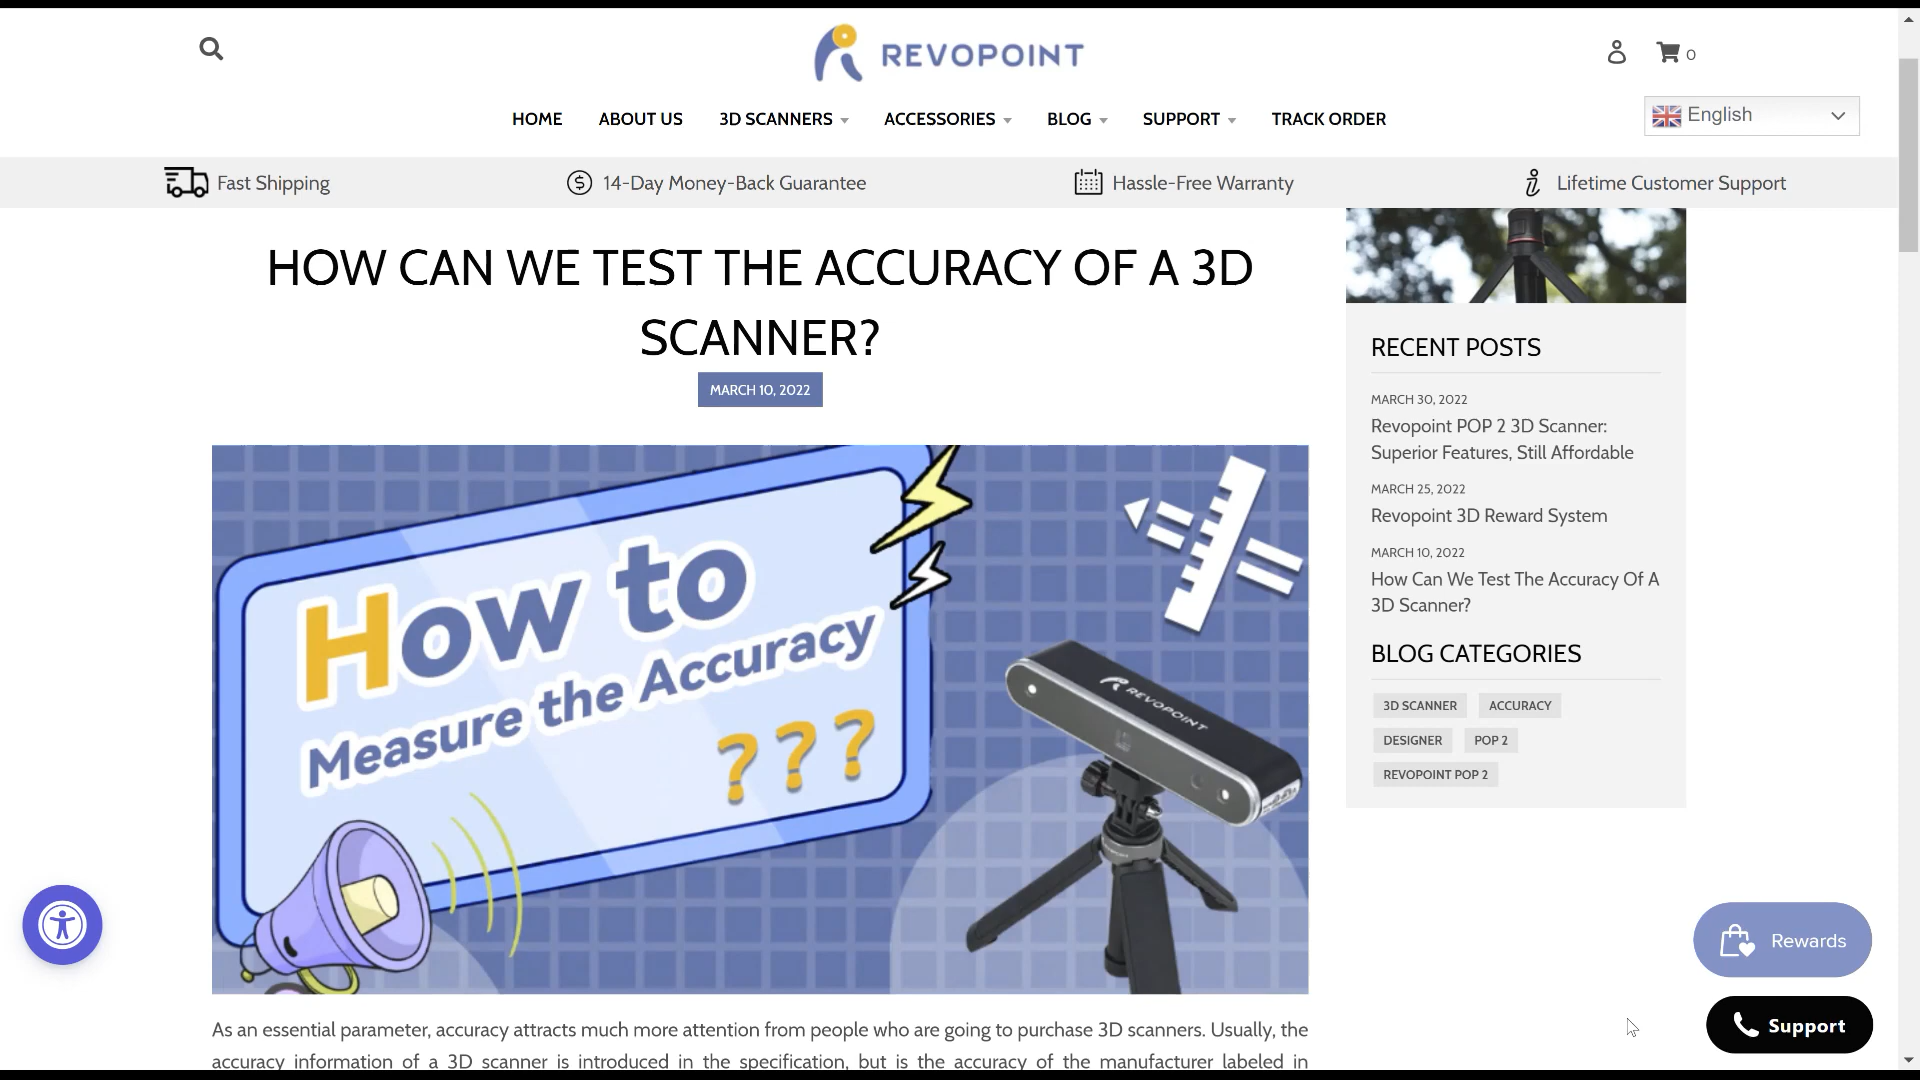 REVOPOINT
0
HOME ABOUT US 3D SCANNERS ACCESSORIES BLOG SUPPORT TRACK ORDER
English
Fast Shipping 14-Day Money-Back Guarantee Hassle-Free Warranty Lifetime Customer Support
HOW CAN WE TEST THE ACCURACY OF A 3D
SCANNER?
MARCH 10, 2022
How to
Measure the Accuracy
???
REVOPOINT
As an essential parameter, accuracy attracts much more attention from people who are going to purchase 3D scanners. Usually, the
accuracy information of a 3D scanner is introduced in the specification, but is the accuracy of the manufacturer labeled in
RECENT POSTS
MARCH 30, 2022
Revopoint POP 2 3D Scanner:
Superior Features, Still Affordable
MARCH 25, 2022
Revopoint 3D Reward System
MARCH 10, 2022
How Can We Test The Accuracy Of A
3D Scanner?
BLOG CATEGORIES
3D SCANNER ACCURACY
DESIGNER POP 2
REVOPOINT POP 2
Rewards
Support